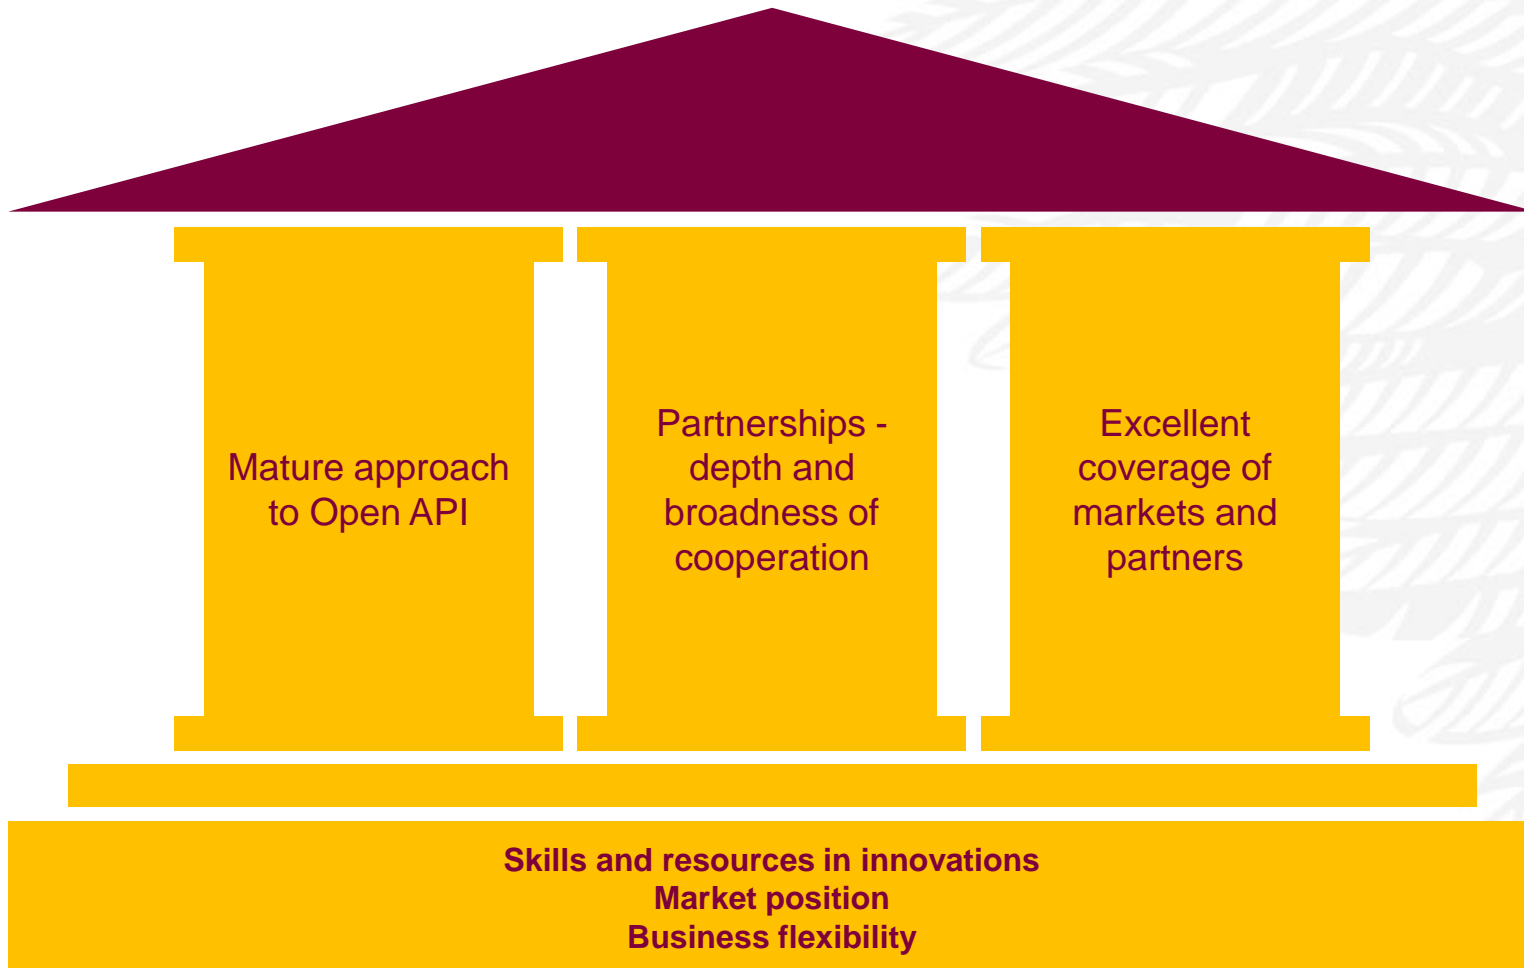 Mature approach
to Open API
Partnerships -
depth and
broadness of
cooperation
Excellent
coverage of
markets and
partners
Skills and resources in innovations
Market position
Business flexibility